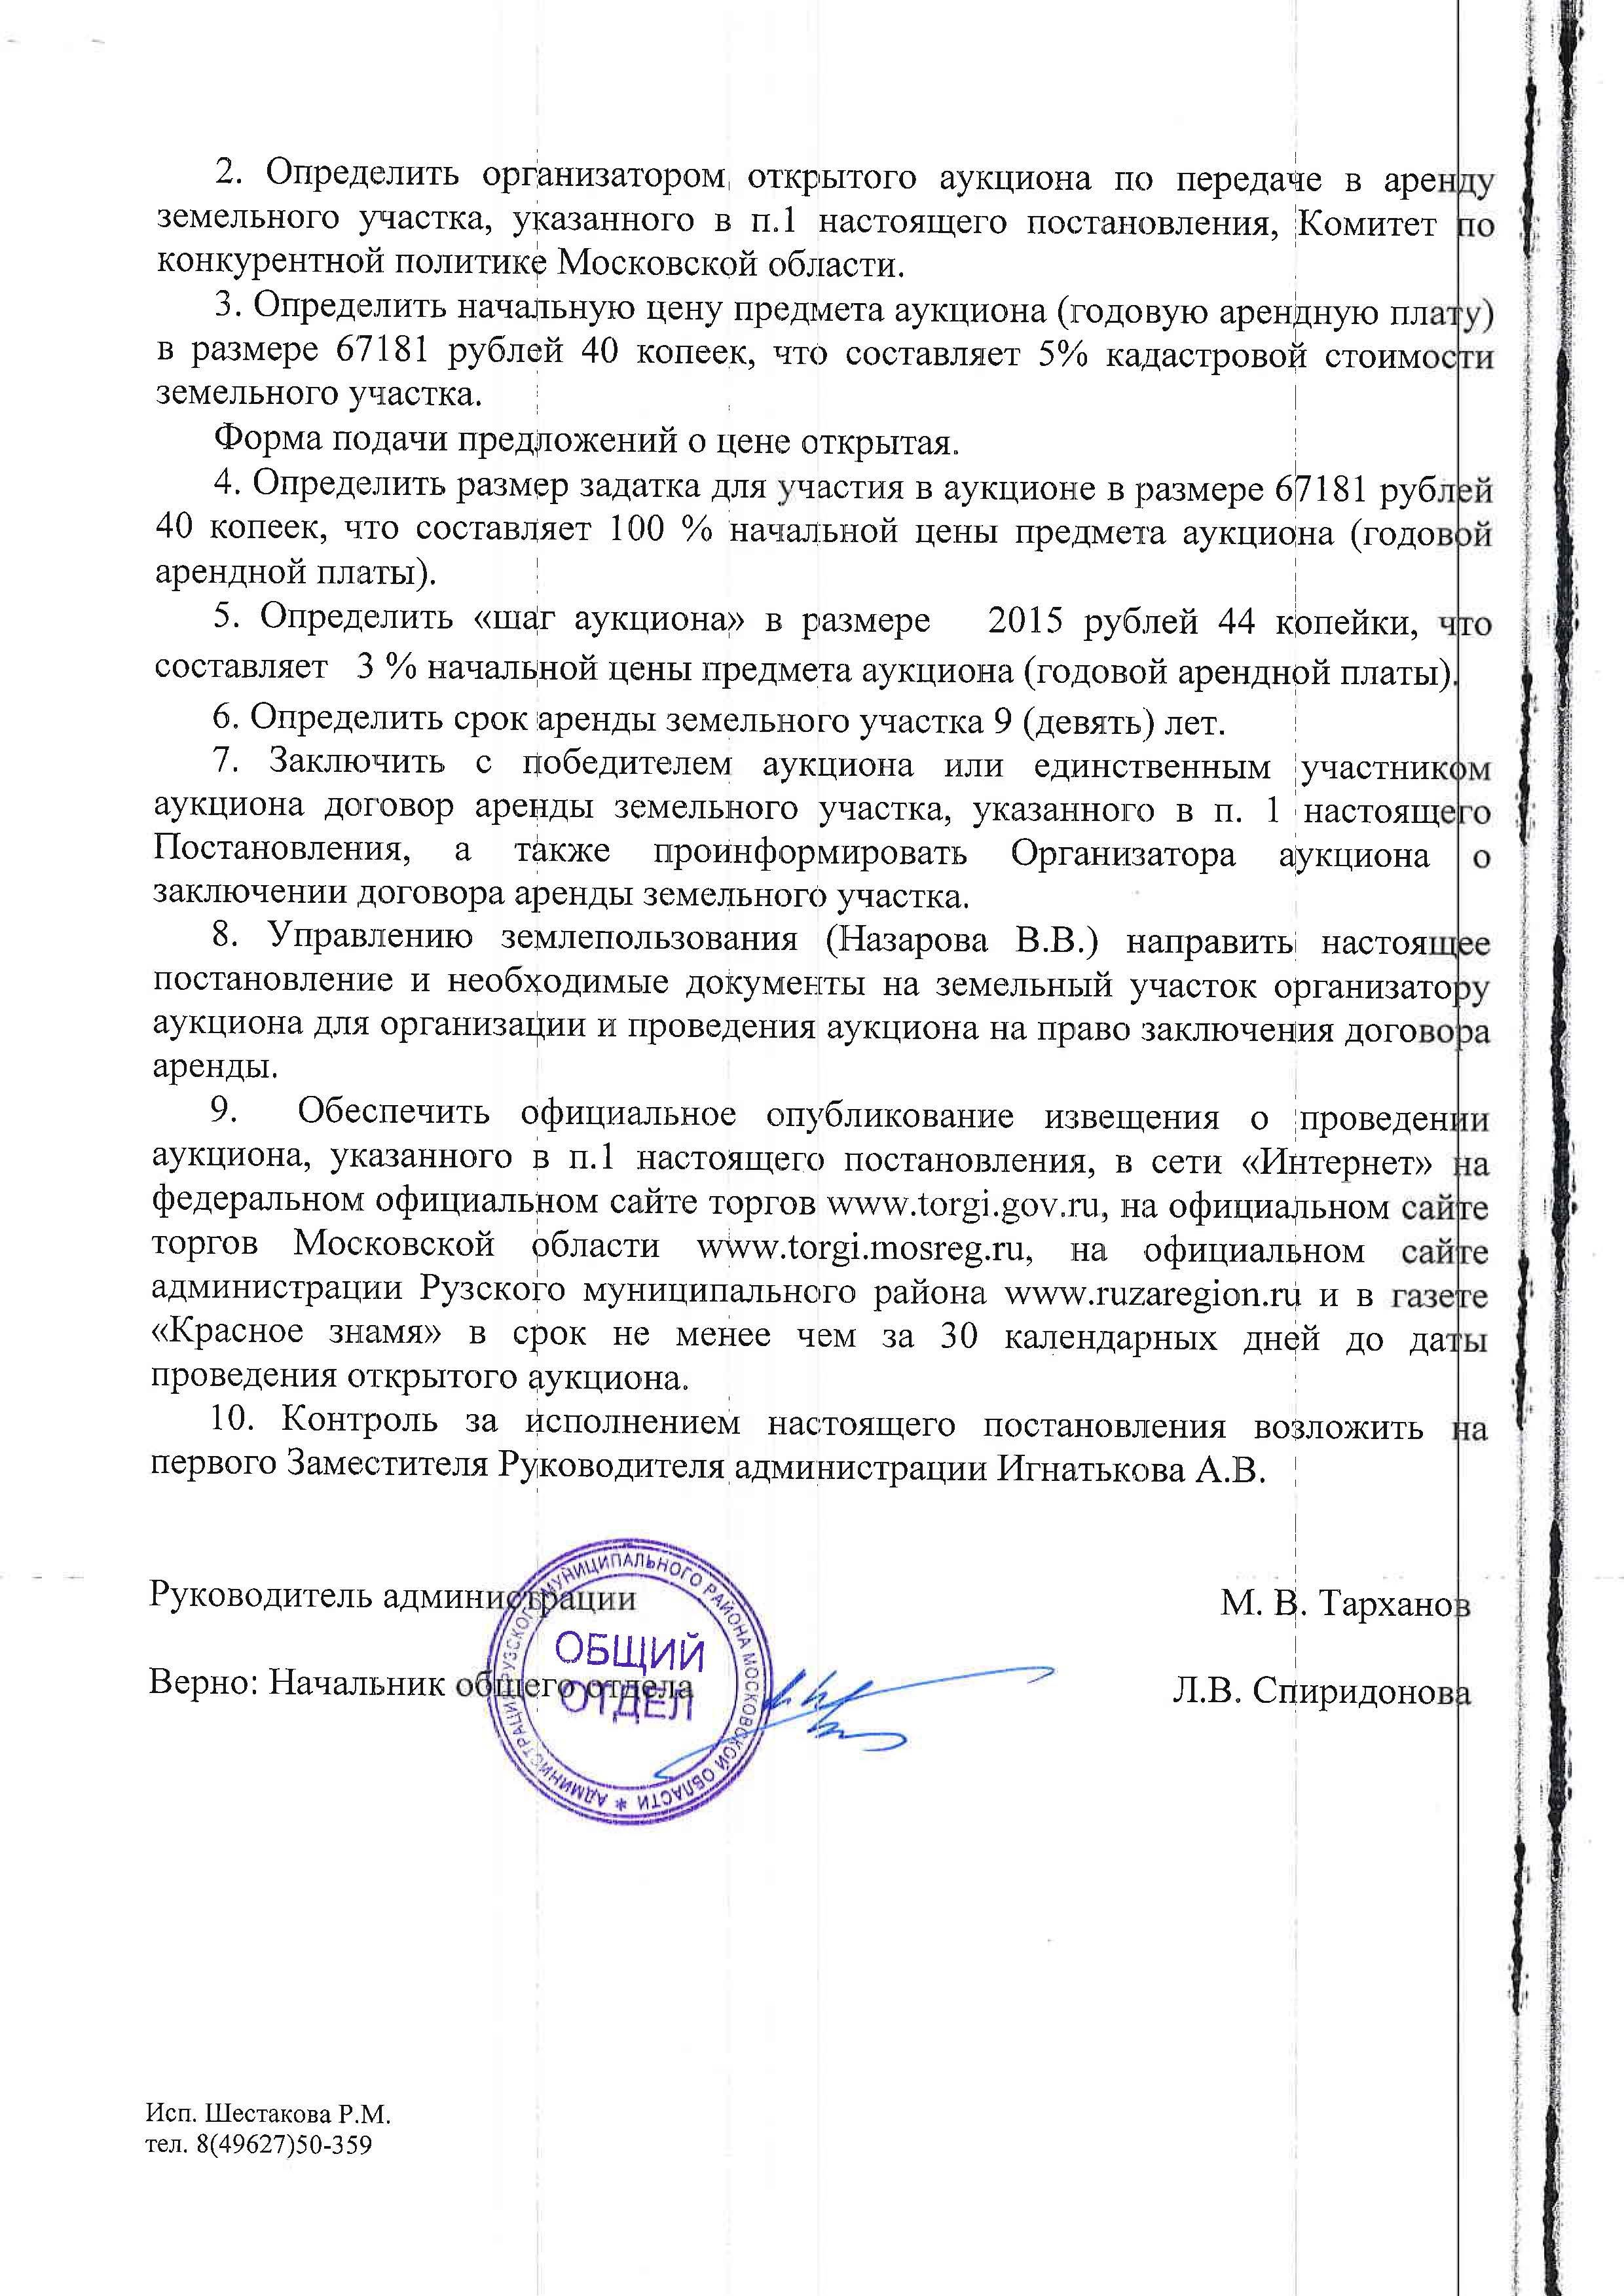 2. Определить организатором открытого аукциона по передаче в аренду
земельного участка, указанного в п.1 настоящего постановления, Комитет по
конкурентной политике Московской области.
3. Определить начальную цену предмета аукциона (годовую арендную плату)
в размере 67181 рублей 40 копеек, что составляет 5% кадастровой стоимости
земельного участка.
Форма подачи предложений о цене открытая.
4. Определить размер задатка для участия в аукционе в размере 67181 рублей
40 копеек, что составляет 100 % начальной цены предмета аукциона (годовой
арендной платы).
5. Определить «шаг аукциона» в размере 2015 рублей 44 копейки, что
составляет 3 % начальной цены предмета аукциона (годовой арендной платы).
6. Определить срок аренды земельного участка 9 (девять) лет.
7. Заключить с победителем аукциона или единственным участником
аукциона договор аренды земельного участка, указанного в п. 1 настоящего
Постановления, а также проинформировать Организатора аукциона о
заключении договора аренды земельного участка.
8. Управлению землепользования (Назарова В.В.) направить настоящее
постановление и необходимые документы на земельный участок организатору
аукциона для организации и проведения аукциона на право заключения договора
аренды.
9. Обеспечить официальное опубликование извещения о проведении
аукциона, указанного в п.1 настоящего постановления, в сети «Интернет» на
федеральном официальном сайте торгов www.torgi.gov.ru, на официальном сайте
торгов Московской области www.torgi.mosreg.ru, на официальном сайте
администрации Рузского муниципального района www.ruzaregion.ru и в газете
«Красное знамя» в срок не менее чем за 30 календарных дней до даты
проведения открытого аукциона.
10. Контроль за исполнением настоящего постановления возложить на
первого Заместителя Руководителя администрации Игнатькова А.В.
Руководитель администрации М. В. Тарханов
Верно: Начальник общего отдела Л.В. Спиридонова
АДМИНИСТРАЦИЯ РУЗСКОГО МУНИЦИПАЛЬНОГО РАЙОНА МОСКОВСКОЙ ОБЛАСТИ *
ОБЩИЙ
ОТДЕЛ
Исп. Шестакова Р.М.
тел. 8(49627)50-359